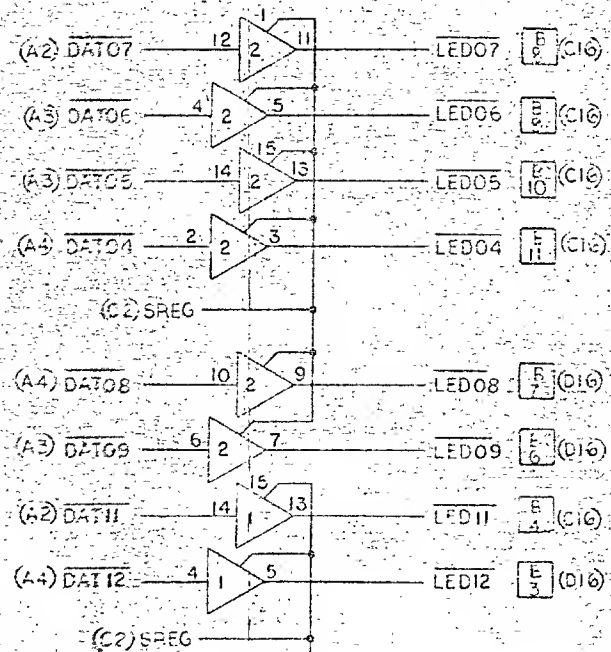 1
(A2) DAT07 12 2 11 LED07 B (C16)
(A3) DAT06 4 2 5 LED06 (C16)
15
(A3) DAT05 14 2 13 LED05 10 (C16)
(A4) DAT04 2 2 3 LED04 11 (C16)
(C2) SREG
(A4) DAT08 10 2 9 LED08 B 7 (D16)
(A3) DAT09 6 2 7 LED09 6 (D16)
15
(A2) DAT11 14 1 13 LED11 B 4 (C16)
(A4) DAT12 4 1 5 LED12 3 (D16)
(C2) SREG